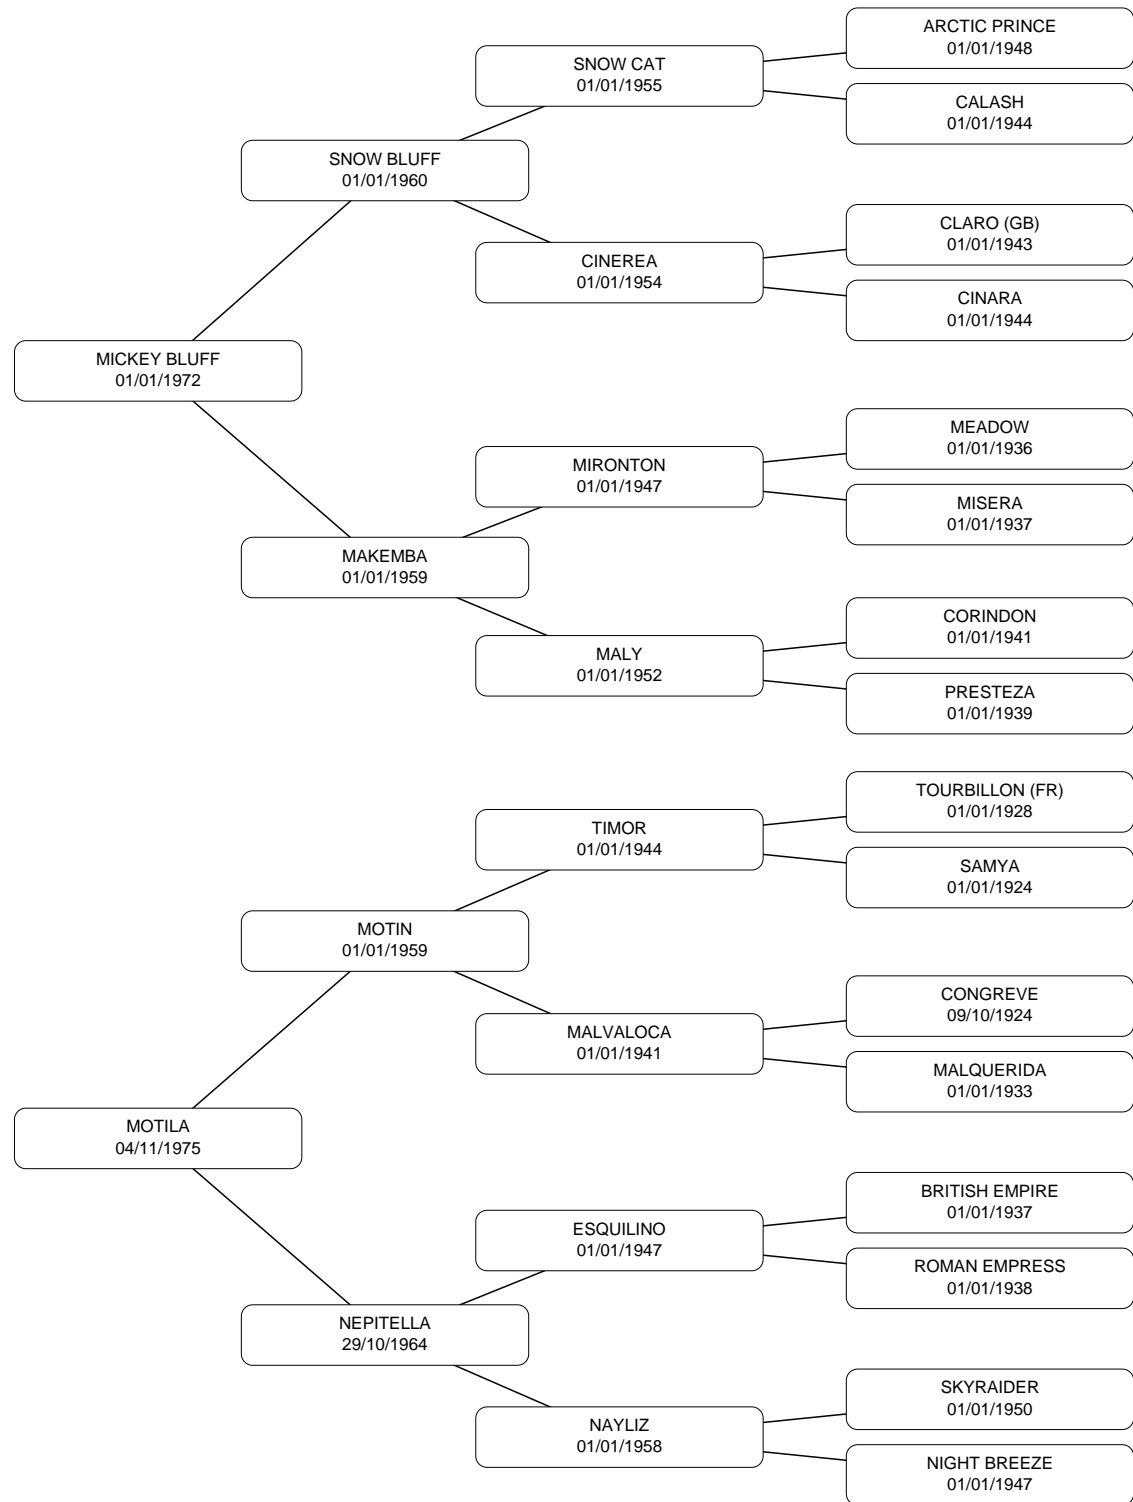 ARCTIC PRINCE
01/01/1948
SNOW CAT
01/01/1955
CALASH
01/01/1944
SNOW BLUFF
01/01/1960
CLARO (GB)
01/01/1943
CINEREA
01/01/1954
CINARA
01/01/1944
MICKEY BLUFF
01/01/1972
MEADOW
01/01/1936
MIRONTON
01/01/1947
MISERA
01/01/1937
MAKEMBA
01/01/1959
CORINDON
01/01/1941
MALY
01/01/1952
PRESTEZA
01/01/1939
TOURBILLON (FR)
01/01/1928
TIMOR
01/01/1944
SAMYA
01/01/1924
MOTIN
01/01/1959
CONGREVE
09/10/1924
MALVALOCA
01/01/1941
MALQUERIDA
01/01/1933
MOTILA
04/11/1975
BRITISH EMPIRE
01/01/1937
ESQUILINO
01/01/1947
ROMAN EMPRESS
01/01/1938
NEPITELLA
29/10/1964
SKYRAIDER
01/01/1950
NAYLIZ
01/01/1958
NIGHT BREEZE
01/01/1947